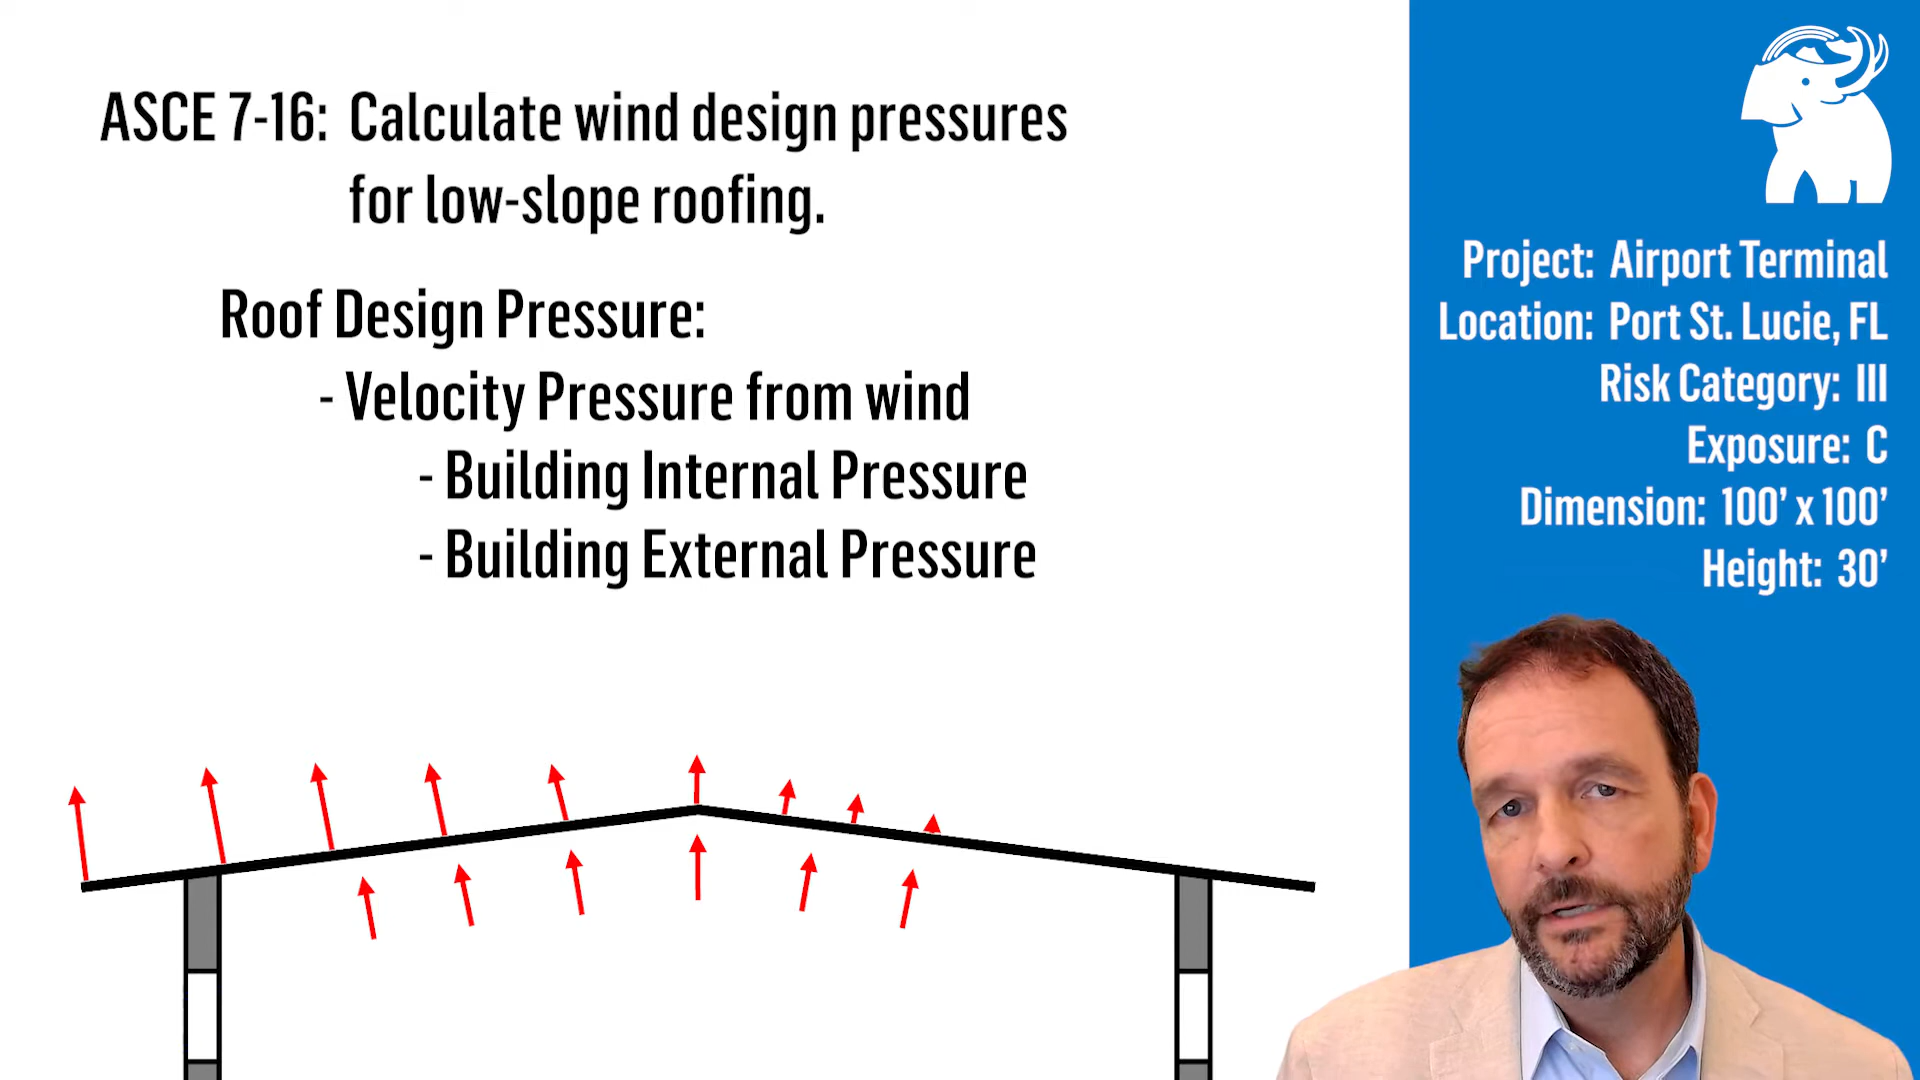 ASCE 7-16: Calculate wind design pressures
for low-slope roofing.
Roof Design Pressure:
- Velocity Pressure from wind
- Building Internal Pressure
- Building External Pressure
Project: Airport Terminal
Location: Port St. Lucie, FL
Risk Category: III
Exposure: C
Dimension: 100’ x 100’
Height: 30’